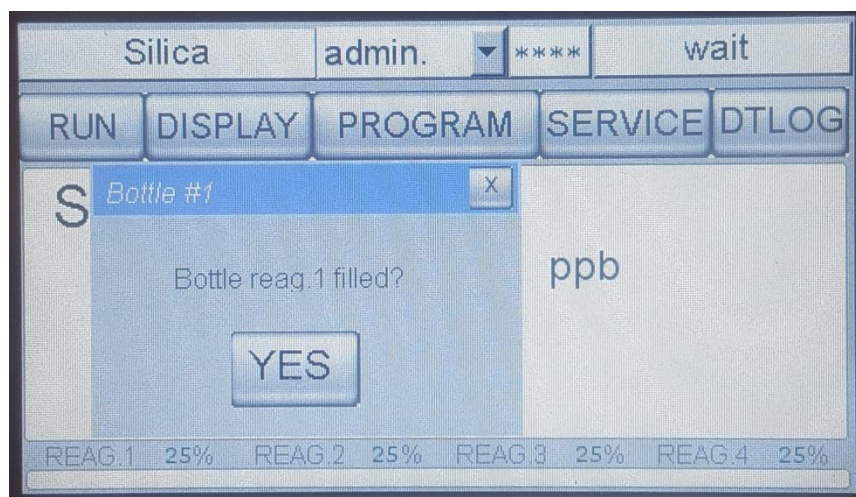 Silica admin. **** wait
RUN DISPLAY PROGRAM SERVICE DTLOG
S
Bottle #1 X
Bottle reag.1 filled?
ppb
YES
REAG.1 25% REAG.2 25% REAG.3 25% REAG.4 25%